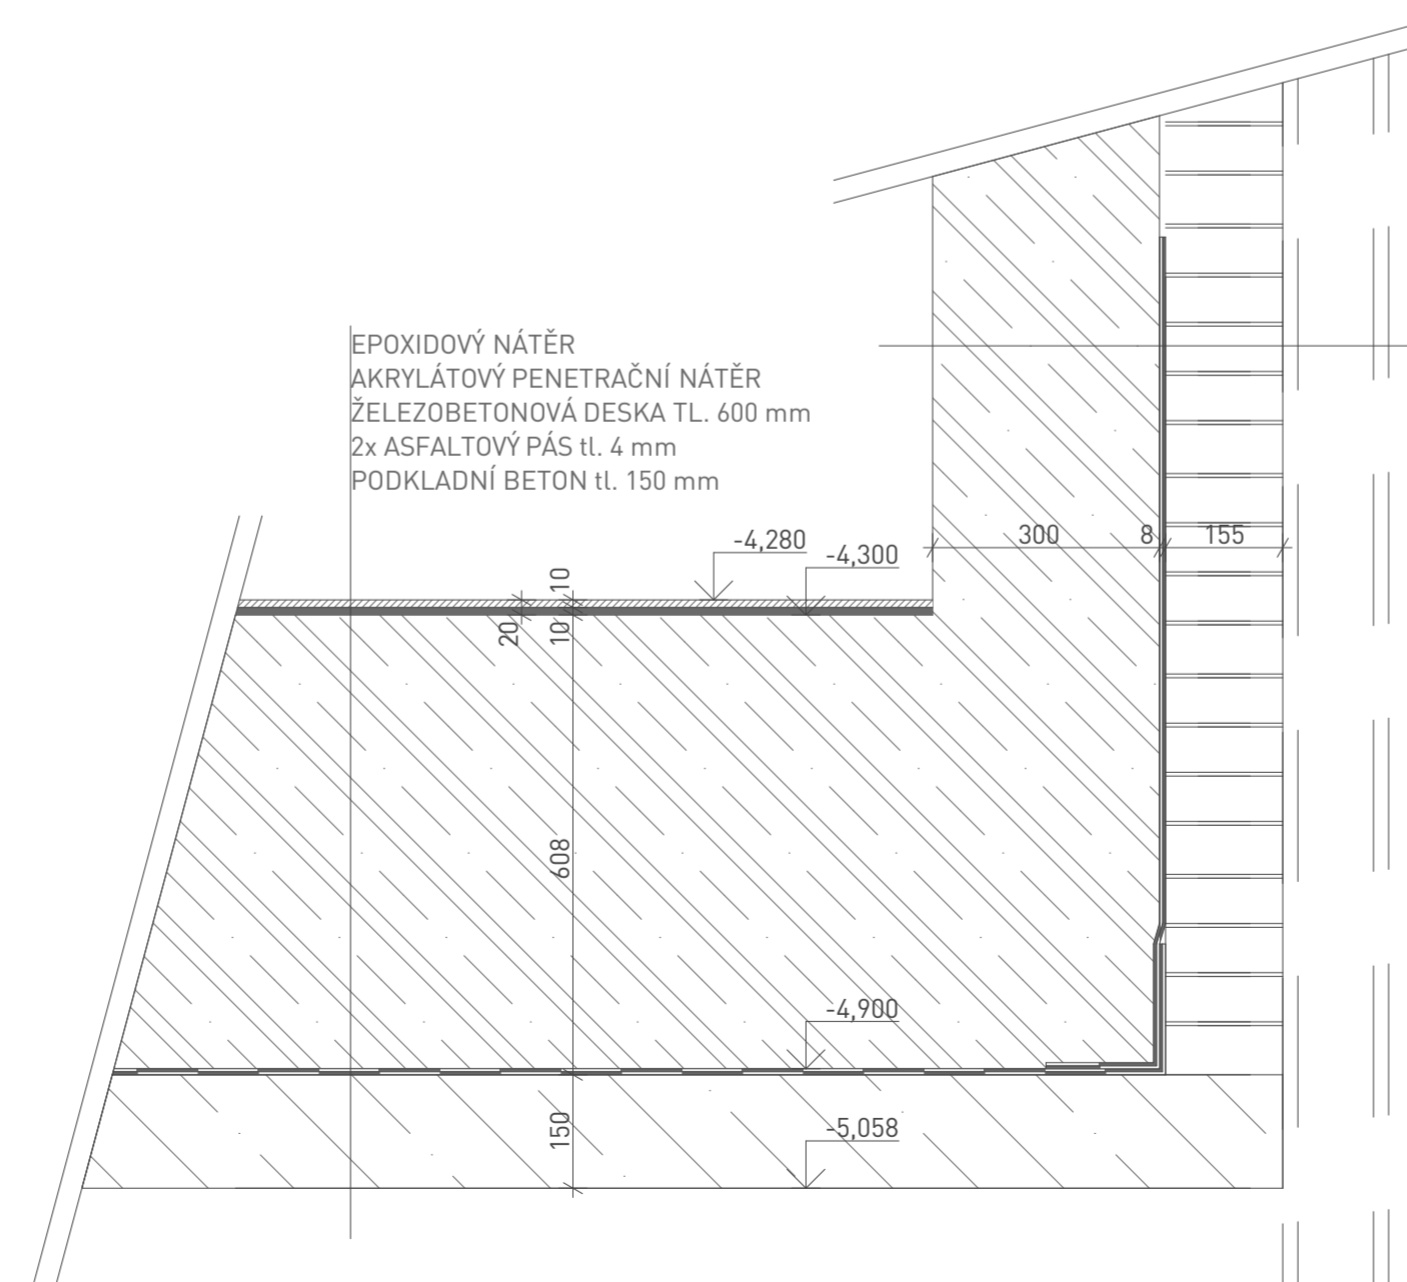 EPOXIDOVÝ NÁTĚR
AKRYLÁTOVÝ PENETRAČNÍ NÁTĚR
ŽELEZOBETONOVÁ DESKA TL. 600 mm
2x ASFALTOVÝ PÁS tl. 4 mm
PODKLADNÍ BETON tl. 150 mm
300
8
155
-4,280
-4,300
10
20
10
608
-4,900
150
-5,058